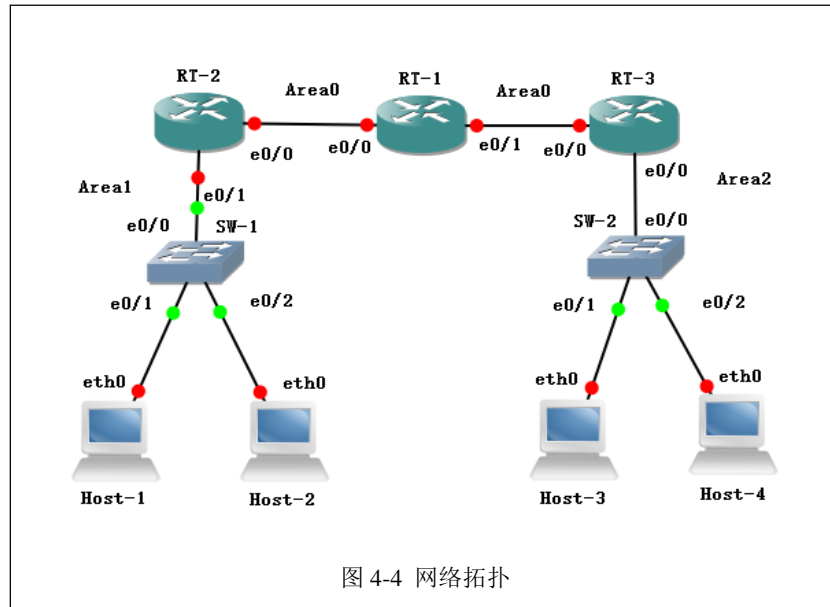 RT-2
Area0
RT-1
Area0
RT-3
e0/0
e0/0
e0/1
e0/0
e0/0
Area1
e0/1
Area2
e0/0
SW-1
SW-2
e0/0
e0/1
e0/2
e0/1
e0/2
eth0
eth0
eth0
eth0
Host-1
Host-2
Host-3
Host-4
图 4-4 网络拓扑